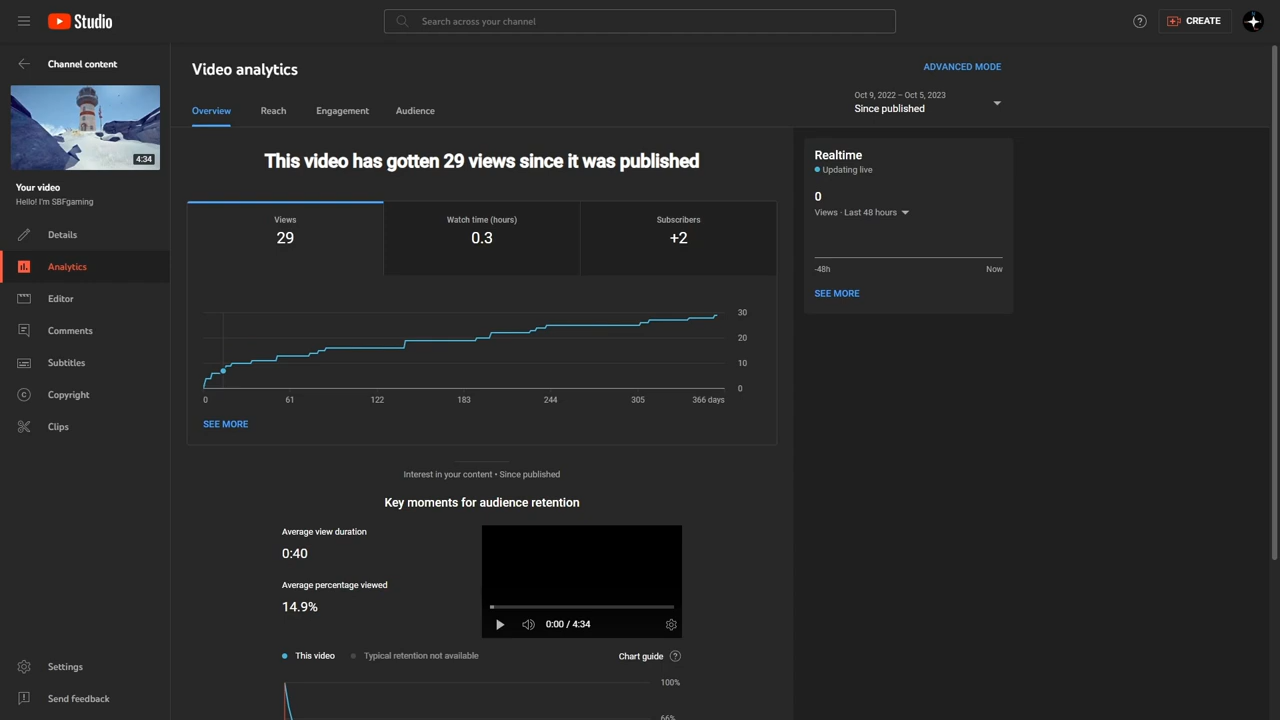 Studio
Search across your channel
CREATE
Channel content
4:34
Your video
Hello! I'm SBFgaming
Details
Analytics
Editor
Comments
Subtitles
Copyright
Clips
Settings
Send feedback
Video analytics
ADVANCED MODE
Oct 9, 2022 – Oct 5, 2023
Since published
Overview Reach Engagement Audience
This video has gotten 29 views since it was published
Views
29
Watch time (hours)
0.3
Subscribers
+2
30
20
10
0
0 61 122 183 244 305 366 days
SEE MORE
Interest in your content • Since published
Key moments for audience retention
Average view duration
0:40
Average percentage viewed
14.9%
0:00 / 4:34
This video Typical retention not available Chart guide ?
100%
66%
Realtime
Updating live
0
Views · Last 48 hours
-48h Now
SEE MORE